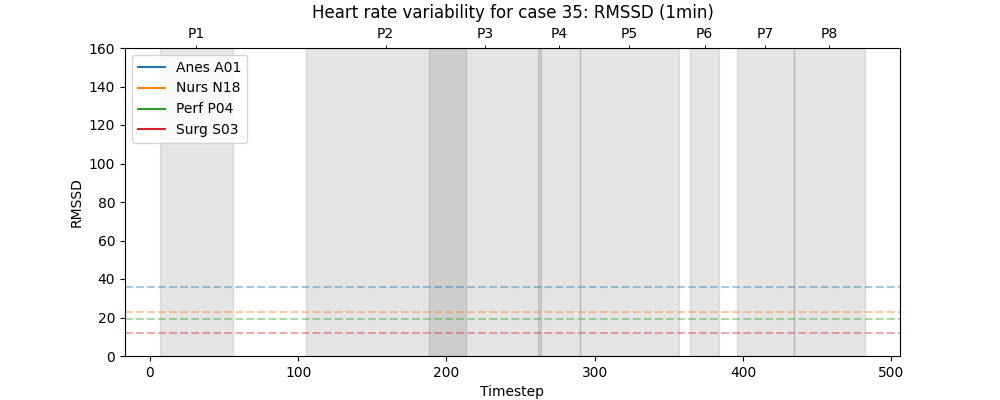 Heart rate variability for case 35: RMSSD (1min)
P1 P2 P3 P4 P5 P6 P7 P8
160
140
120
100
80
60
40
20
0
RMSSD
Anes A01
Nurs N18
Perf P04
Surg S03
0 100 200 300 400 500
Timestep